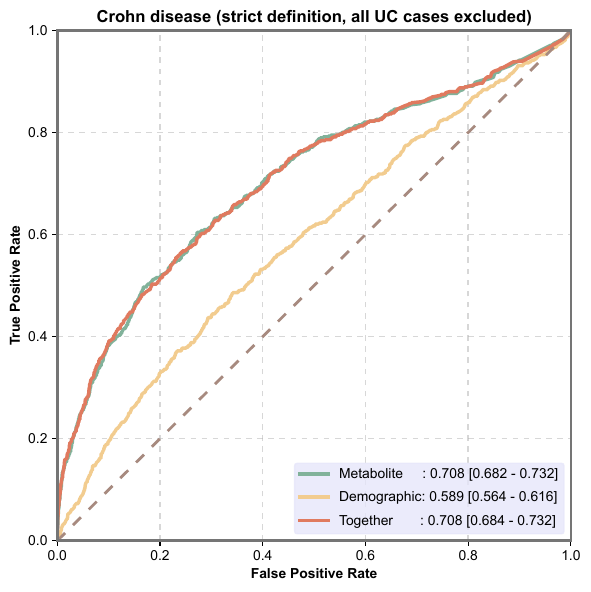 Crohn disease (strict definition, all UC cases excluded)
True Positive Rate
1.0
0.8
0.6
0.4
0.2
0.0
Metabolite : 0.708 [0.682 - 0.732]
Demographic: 0.589 [0.564 - 0.616]
Together : 0.708 [0.684 - 0.732]
0.0 0.2 0.4 0.6 0.8 1.0
False Positive Rate